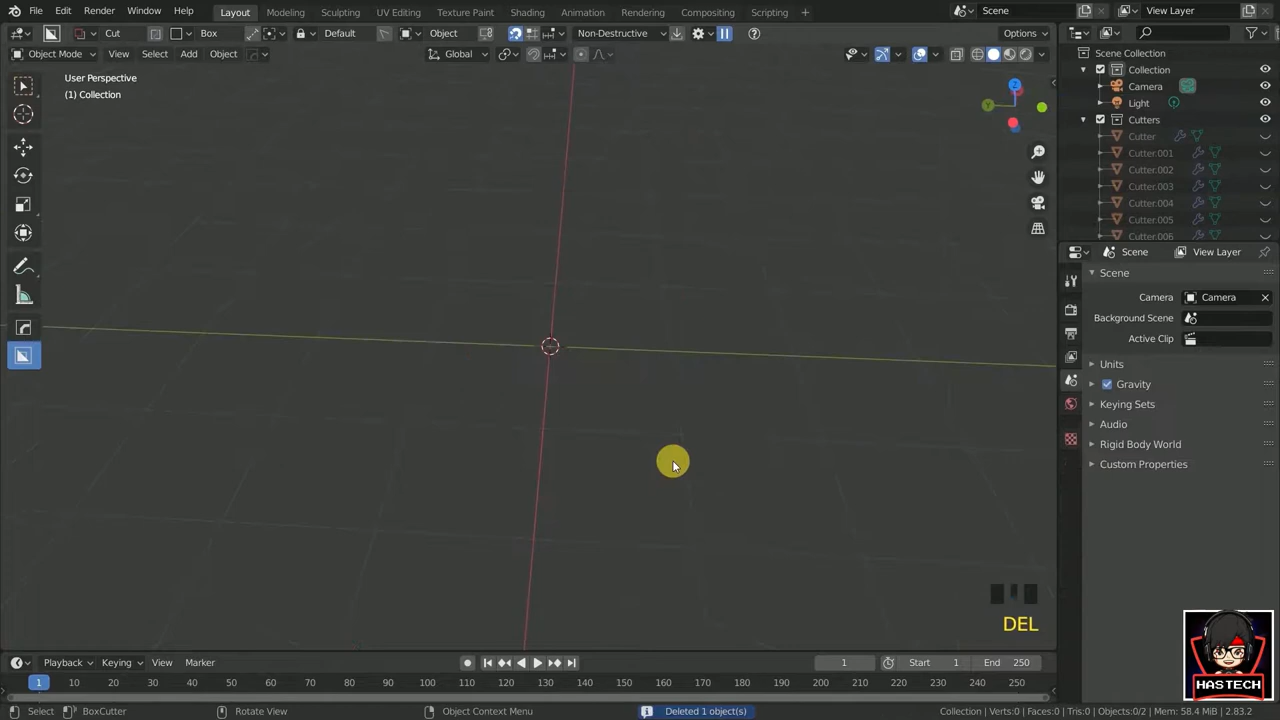 File Edit Render Window Help Layout Modeling Sculpting UV Editing Texture Paint Shading Animation Rendering Compositing Scripting + Scene View Layer
Cut Box Default Object Non-Destructive Options
Object Mode View Select Add Object Global
User Perspective
(1) Collection
Scene Collection
Collection
Camera
Light
Cutters
Cutter
Cutter.001
Cutter.002
Cutter.003
Cutter.004
Cutter.005
Cutter.006
Scene View Layer
Scene
Camera Camera
Background Scene
Active Clip
Units
Gravity
Keying Sets
Audio
Rigid Body World
Custom Properties
Z
Y
DEL
HASTECH
Playback Keying View Marker 1 Start 1 End 250
1 10 20 30 40 50 60 70 80 90 100 110 120 130 140 150 160 170 180 190 200 210 220 230 240 250
Select BoxCutter Rotate View Object Context Menu Deleted 1 object(s) Collection | Verts:0 | Faces:0 | Tris:0 | Objects:0/2 | Mem: 58.4 MiB | 2.83.2